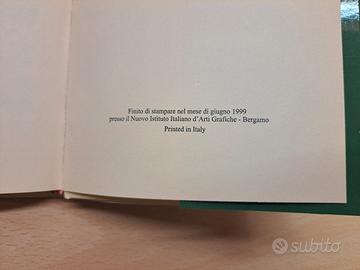 Finito di stampare nel mese di giugno 1999
presso il Nuovo Istituto Italiano d'Arti Grafiche - Bergamo
Printed in Italy
subito